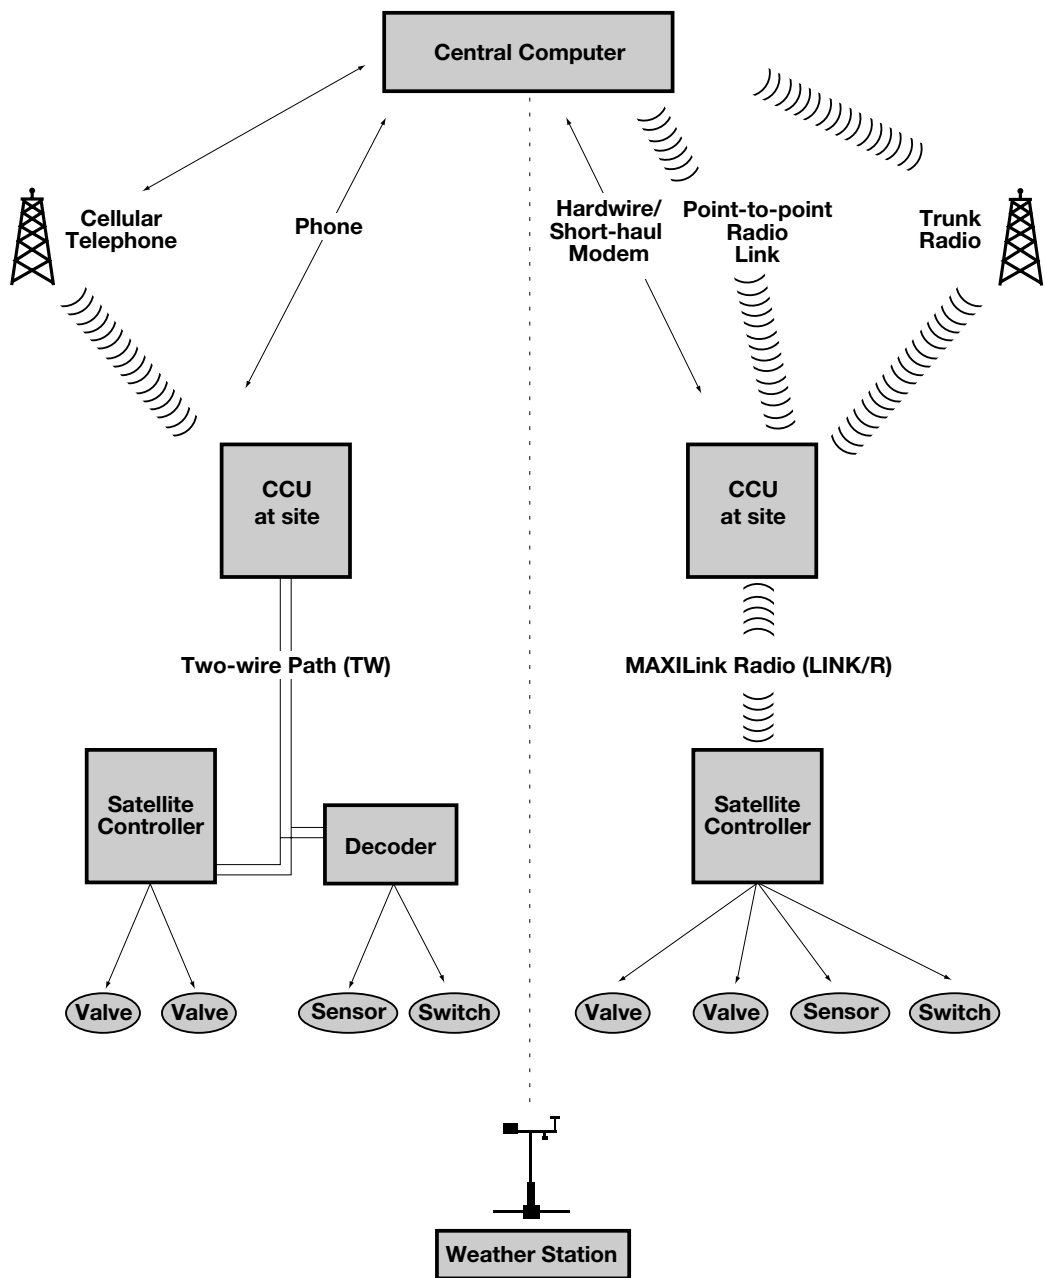 Central Computer
Cellular
Telephone
Phone
Hardwire/
Short-haul
Modem
Point-to-point
Radio
Link
Trunk
Radio
CCU
at site
CCU
at site
Two-wire Path (TW)
MAXILink Radio (LINK/R)
Satellite
Controller
Decoder
Satellite
Controller
Valve
Valve
Sensor
Switch
Valve
Valve
Sensor
Switch
Weather Station